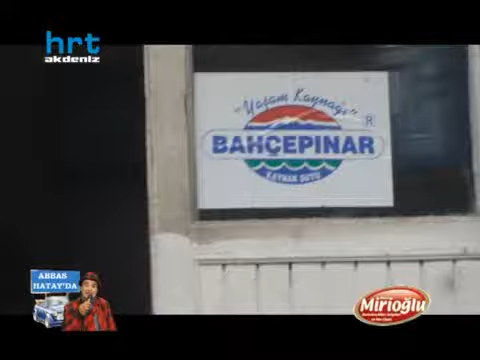 hrt
akdeniz
"Yaşam Kaynağı"
R
BAHÇEPINAR
KAYNAK SUYU
ABBAS
HATAY'DA
Mirioğlu